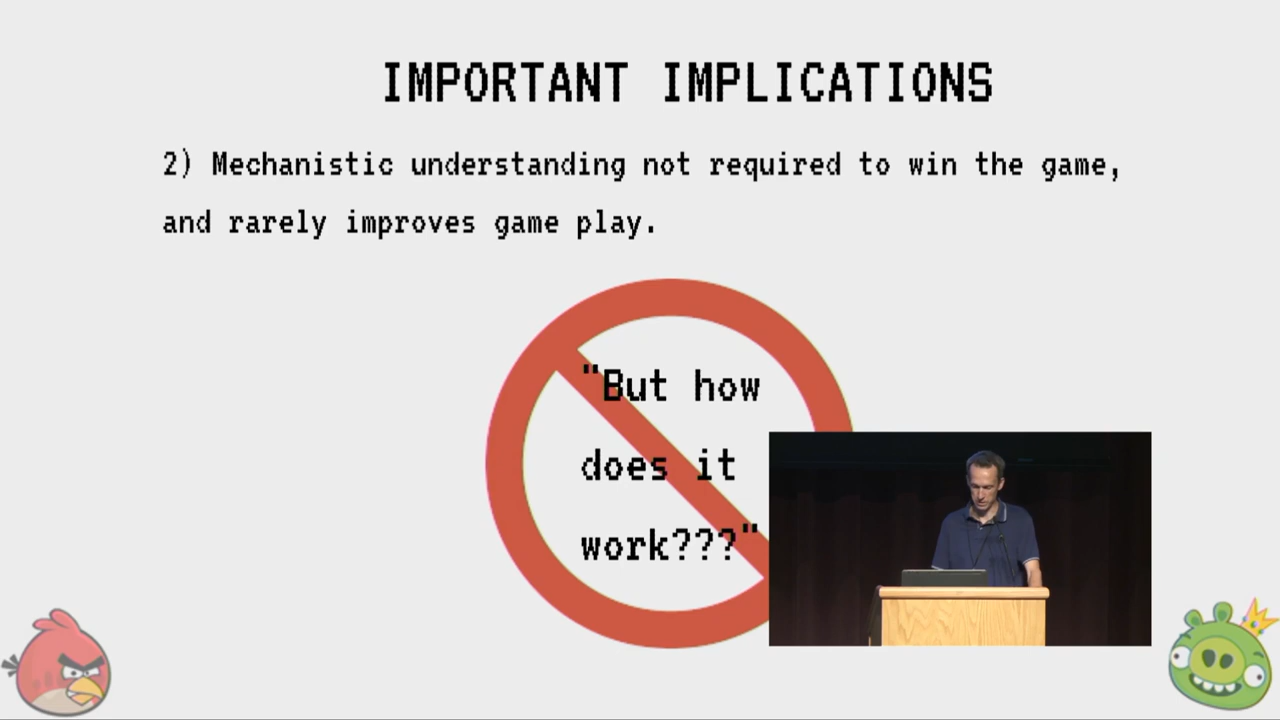 IMPORTANT IMPLICATIONS
2) Mechanistic understanding not required to win the game,
and rarely improves game play.
"But how
does it
work???"